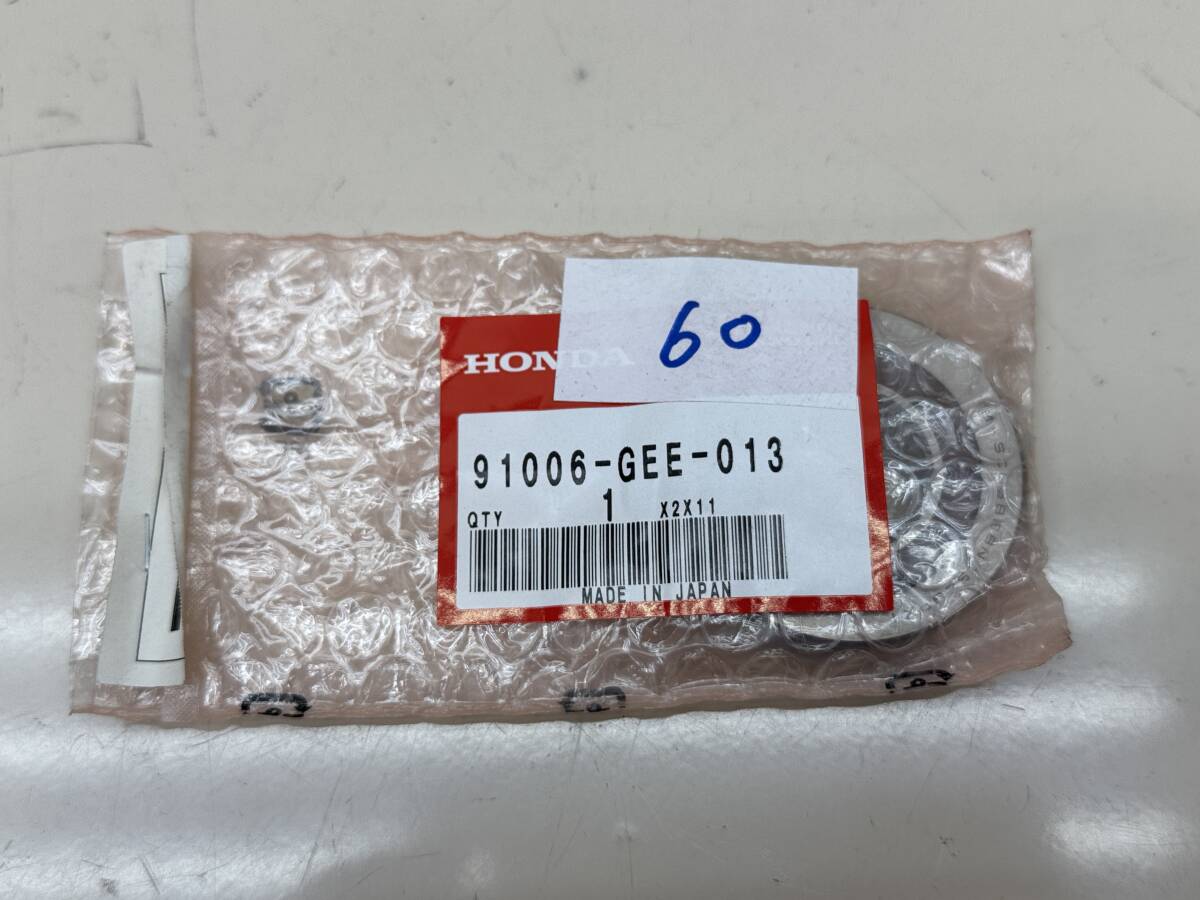 60
HONDA
91006-GEE-013
QTY 1 X2X11
MADE IN JAPAN